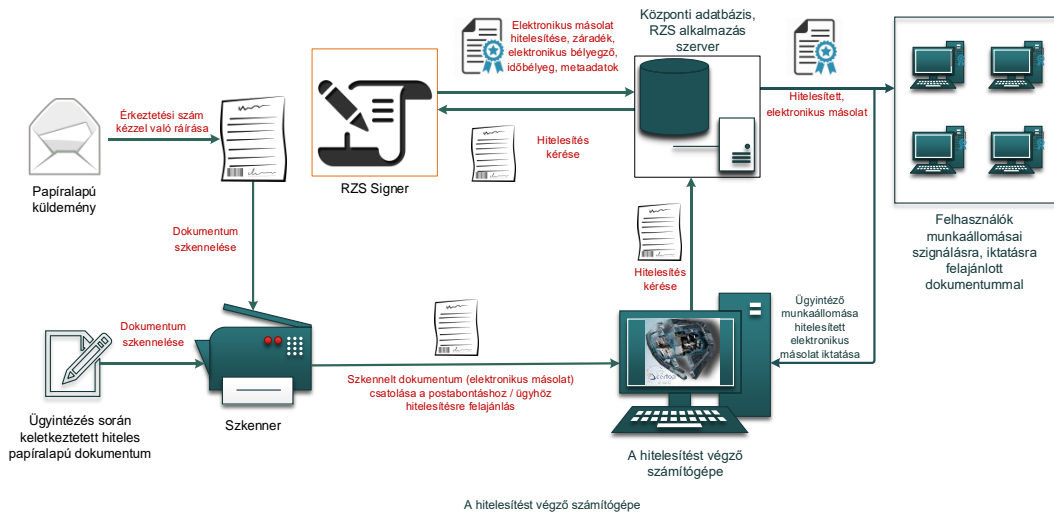 Elektronikus másolat
hitelesítése, záradék,
elektronikus bélyegző,
időbélyeg, metaadatok
Központi adatbázis,
RZS alkalmazás
szerver
Érkeztetési szám
kézzel való ráírása
Hitelesítés
kérése
Hitelesített,
elektronikus másolat
Papíralapú
küldemény
RZS Signer
Felhasználók
munkaállomásai
szignálásra, iktatásra
felajánlott
dokumentummal
Dokumentum
szkennelése
Hitelesítés
kérése
Dokumentum
szkennelése
Ügyintéző
munkaállomása
hitelesített
elektronikus
másolat iktatása
Szkennelt dokumentum (elektronikus másolat)
csatolása a postabontáshoz / ügyhöz
hitelesítésre felajánlás
Ügyintézés során
keletkeztetett hiteles
papíralapú dokumentum
Szkenner
A hitelesítést végző
számítógépe
A hitelesítést végző számítógépe